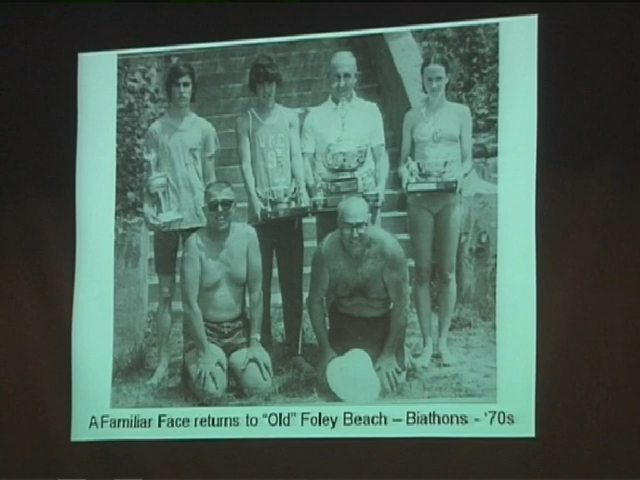 A Familiar Face returns to “Old” Foley Beach – Biathons - ‘70s